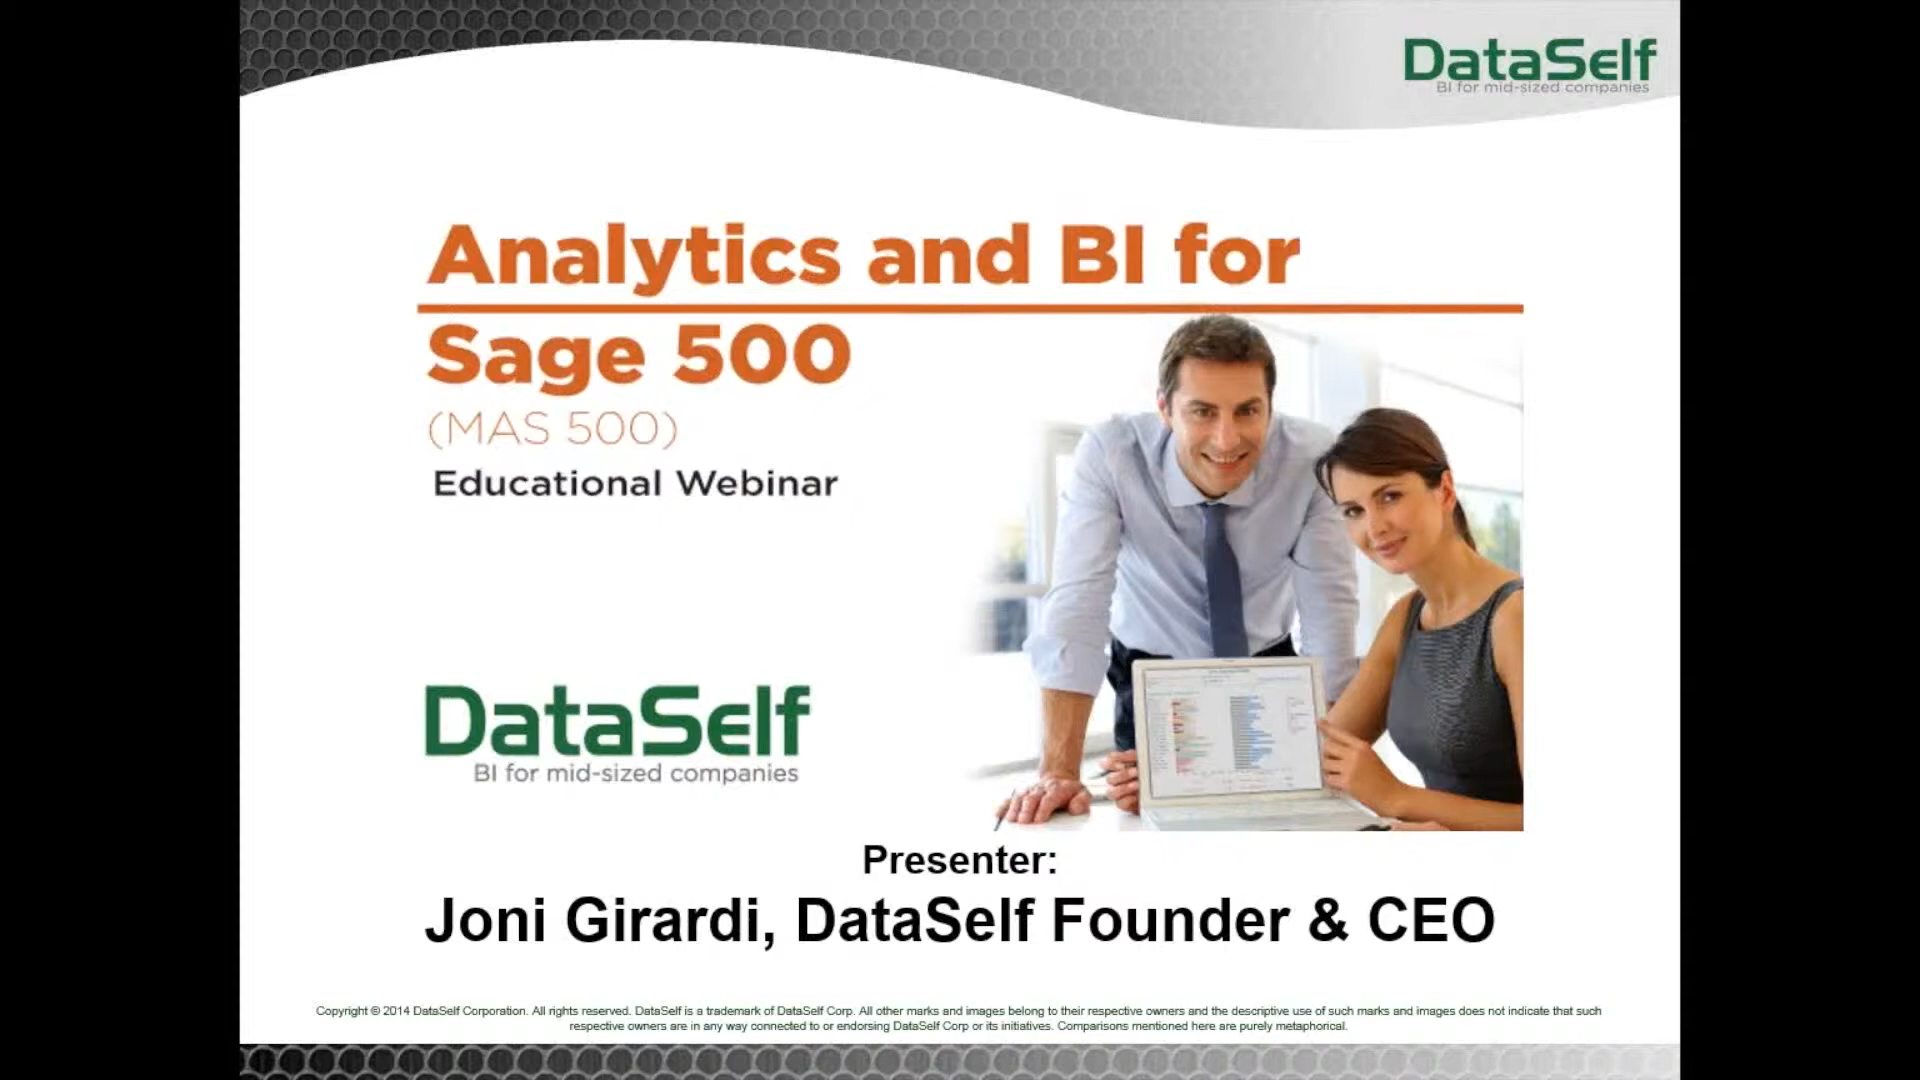 DataSelf
BI for mid-sized companies
Analytics and BI for
Sage 500
(MAS 500)
Educational Webinar
DataSelf
BI for mid-sized companies
Presenter:
Joni Girardi, DataSelf Founder & CEO
Copyright © 2014 DataSelf Corporation. All rights reserved. DataSelf is a trademark of DataSelf Corp. All other marks and images belong to their respective owners and the descriptive use of such marks and images does not indicate that such
respective owners are in any way connected to or endorsing DataSelf Corp or its initiatives. Comparisons mentioned here are purely metaphorical.